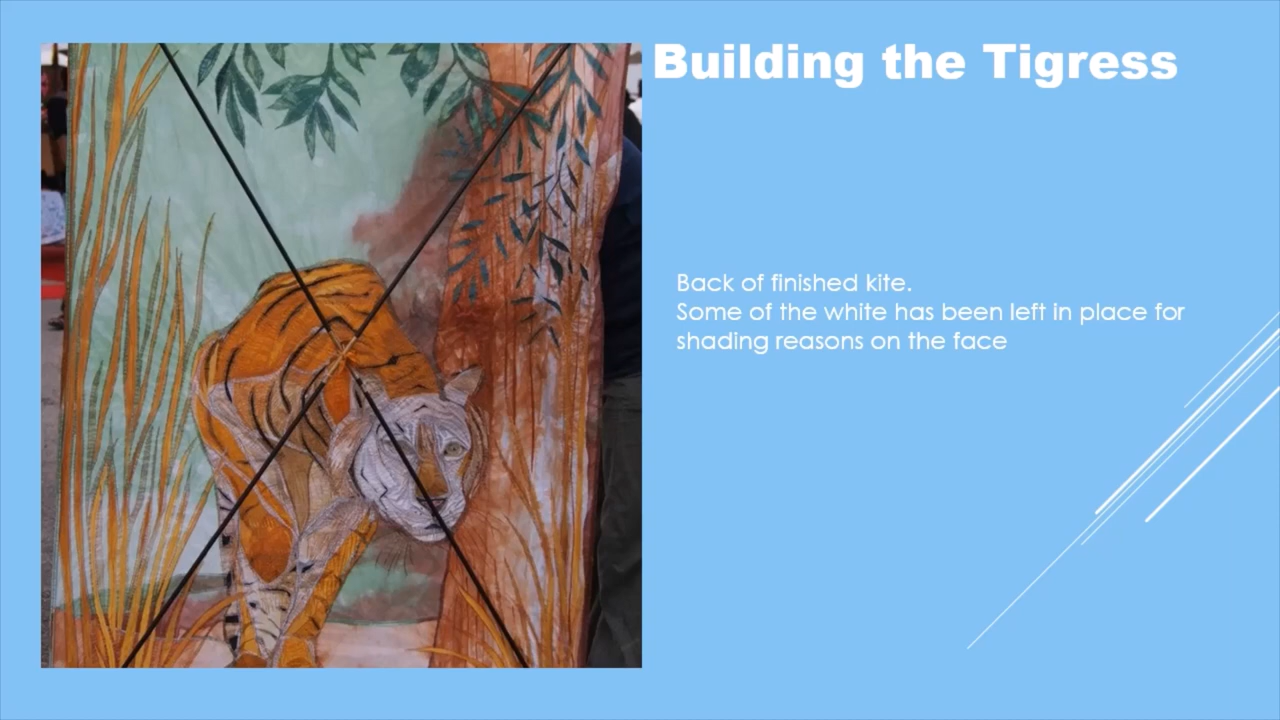 Building the Tigress
Back of finished kite.
Some of the white has been left in place for
shading reasons on the face